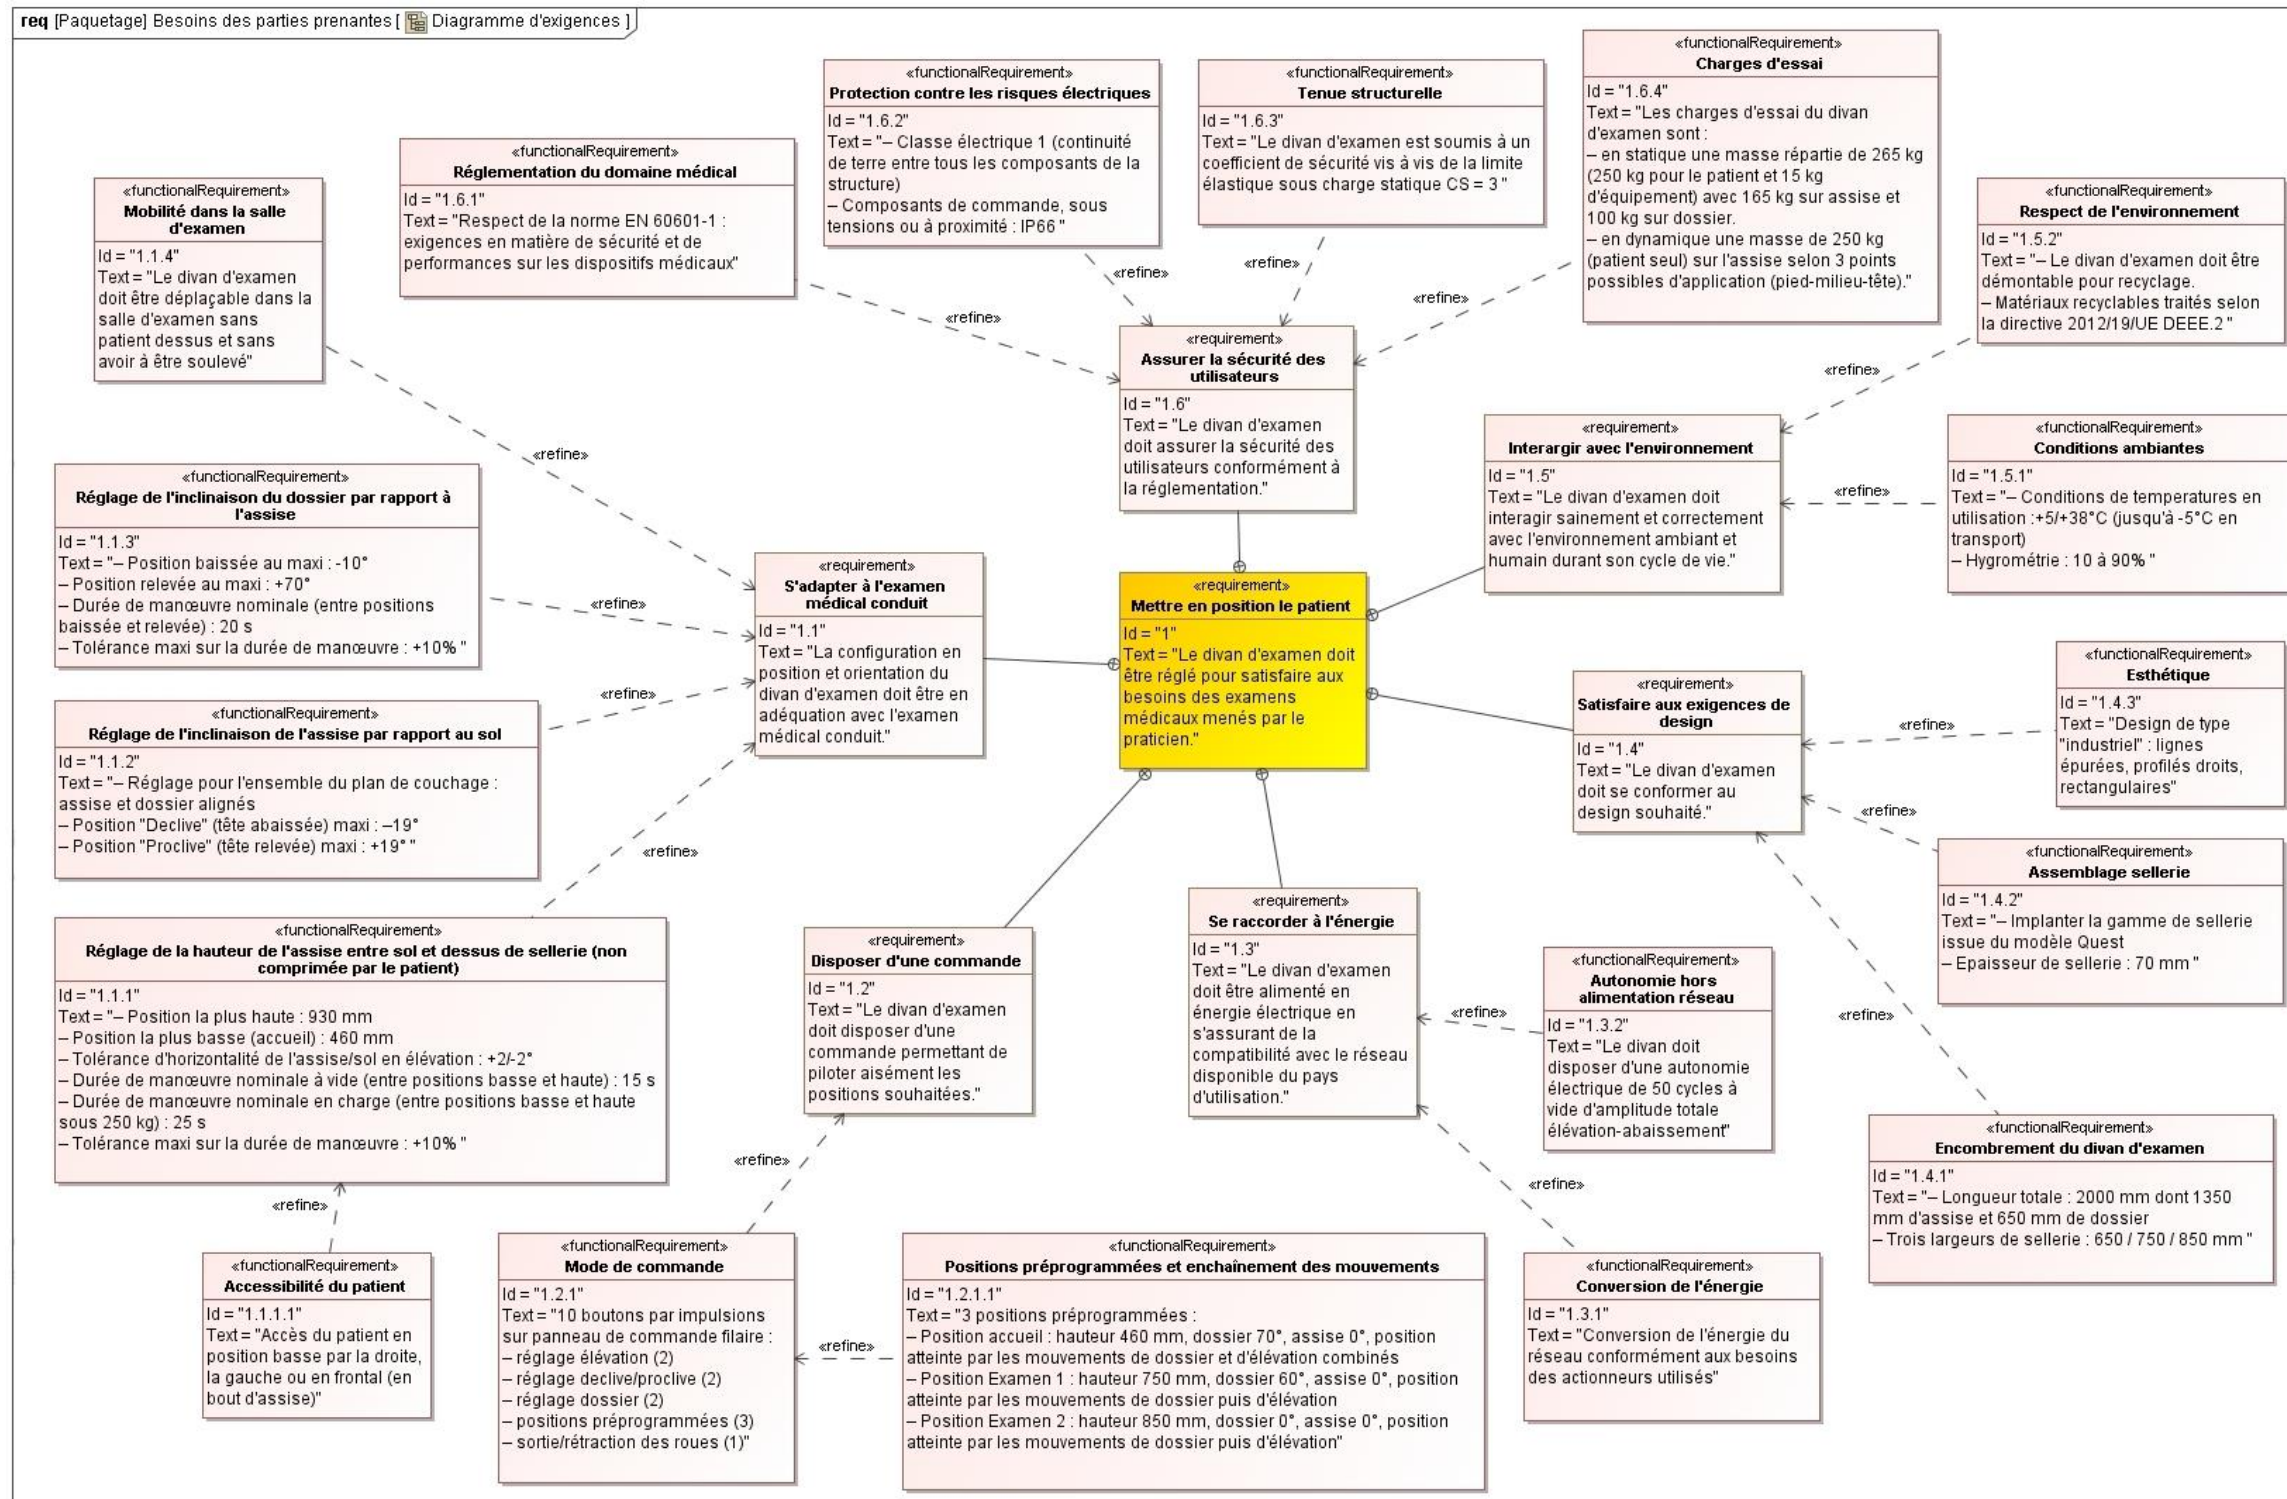 req [Paquetage] Besoins des parties prenantes [ Diagramme d'exigences ]
«functionalRequirement»
Mobilité dans la salle
d'examen
Id = "1.1.4"
Text = "Le divan d'examen
doit être déplaçable dans la
salle d'examen sans
patient dessus et sans
avoir à être soulevé"
«functionalRequirement»
Réglementation du domaine médical
Id = "1.6.1"
Text = "Respect de la norme EN 60601-1 :
exigences en matière de sécurité et de
performances sur les dispositifs médicaux"
«functionalRequirement»
Protection contre les risques électriques
Id = "1.6.2"
Text = "– Classe électrique 1 (continuité
de terre entre tous les composants de la
structure)
– Composants de commande, sous
tensions ou à proximité : IP66 "
«functionalRequirement»
Tenue structurelle
Id = "1.6.3"
Text = "Le divan d'examen est soumis à un
coefficient de sécurité vis à vis de la limite
élastique sous charge statique CS = 3 "
«functionalRequirement»
Charges d'essai
Id = "1.6.4"
Text = "Les charges d'essai du divan
d'examen sont :
– en statique une masse répartie de 265 kg
(250 kg pour le patient et 15 kg
d'équipement) avec 165 kg sur assise et
100 kg sur dossier.
– en dynamique une masse de 250 kg
(patient seul) sur l'assise selon 3 points
possibles d'application (pied-milieu-tête)."
«functionalRequirement»
Respect de l'environnement
Id = "1.5.2"
Text = "– Le divan d'examen doit être
démontable pour recyclage.
– Matériaux recyclables traités selon
la directive 2012/19/UE DEEE.2 "
«refine»
«refine»
«refine»
«refine»
«refine»
«refine»
«requirement»
Assurer la sécurité des
utilisateurs
Id = "1.6"
Text = "Le divan d'examen
doit assurer la sécurité des
utilisateurs conformément à
la réglementation."
«requirement»
Interargir avec l'environnement
Id = "1.5"
Text = "Le divan d'examen doit
interagir sainement et correctement
avec l'environnement ambiant et
humain durant son cycle de vie."
«refine»
«functionalRequirement»
Conditions ambiantes
Id = "1.5.1"
Text = "– Conditions de temperatures en
utilisation :+5/+38°C (jusqu'à -5°C en
transport)
– Hygrométrie : 10 à 90% "
«functionalRequirement»
Réglage de l'inclinaison du dossier par rapport à
l'assise
Id = "1.1.3"
Text = "– Position baissée au maxi : -10°
– Position relevée au maxi : +70°
– Durée de manœuvre nominale (entre positions
baissée et relevée) : 20 s
– Tolérance maxi sur la durée de manœuvre : +10% "
«refine»
«requirement»
S'adapter à l'examen
médical conduit
Id = "1.1"
Text = "La configuration en
position et orientation du
divan d'examen doit être en
adéquation avec l'examen
médical conduit."
«requirement»
Mettre en position le patient
Id = "1"
Text = "Le divan d'examen doit
être réglé pour satisfaire aux
besoins des examens
médicaux menés par le
praticien."
«requirement»
Satisfaire aux exigences de
design
Id = "1.4"
Text = "Le divan d'examen
doit se conformer au
design souhaité."
«refine»
«functionalRequirement»
Esthétique
Id = "1.4.3"
Text = "Design de type
"industriel" : lignes
épurées, profilés droits,
rectangulaires"
«functionalRequirement»
Réglage de l'inclinaison de l'assise par rapport au sol
Id = "1.1.2"
Text = "– Réglage pour l'ensemble du plan de couchage :
assise et dossier alignés
– Position "Declive" (tête abaissée) maxi : –19°
– Position "Proclive" (tête relevée) maxi : +19° "
«refine»
«refine»
«refine»
«functionalRequirement»
Assemblage sellerie
Id = "1.4.2"
Text = "– Implanter la gamme de sellerie
issue du modèle Quest
– Epaisseur de sellerie : 70 mm "
«functionalRequirement»
Réglage de la hauteur de l'assise entre sol et dessus de sellerie (non
comprimée par le patient)
Id = "1.1.1"
Text = "– Position la plus haute : 930 mm
– Position la plus basse (accueil) : 460 mm
– Tolérance d'horizontalité de l'assise/sol en élévation : +2/-2°
– Durée de manœuvre nominale à vide (entre positions basse et haute) : 15 s
– Durée de manœuvre nominale en charge (entre positions basse et haute
sous 250 kg) : 25 s
– Tolérance maxi sur la durée de manœuvre : +10% "
«requirement»
Disposer d'une commande
Id = "1.2"
Text = "Le divan d'examen
doit disposer d'une
commande permettant de
piloter aisément les
positions souhaitées."
«requirement»
Se raccorder à l'énergie
Id = "1.3"
Text = "Le divan d'examen
doit être alimenté en
énergie électrique en
s'assurant de la
compatibilité avec le réseau
disponible du pays
d'utilisation."
«refine»
«functionalRequirement»
Autonomie hors
alimentation réseau
Id = "1.3.2"
Text = "Le divan doit
disposer d'une autonomie
électrique de 50 cycles à
vide d'amplitude totale
élévation-abaissement"
«refine»
«functionalRequirement»
Encombrement du divan d'examen
Id = "1.4.1"
Text = "– Longueur totale : 2000 mm dont 1350
mm d'assise et 650 mm de dossier
– Trois largeurs de sellerie : 650 / 750 / 850 mm "
«refine»
«refine»
«refine»
«functionalRequirement»
Accessibilité du patient
Id = "1.1.1.1"
Text = "Accès du patient en
position basse par la droite,
la gauche ou en frontal (en
bout d'assise)"
«functionalRequirement»
Mode de commande
Id = "1.2.1"
Text = "10 boutons par impulsions
sur panneau de commande filaire :
– réglage élévation (2)
– réglage declive/proclive (2)
– réglage dossier (2)
– positions préprogrammées (3)
– sortie/rétraction des roues (1)"
«refine»
«functionalRequirement»
Positions préprogrammées et enchaînement des mouvements
Id = "1.2.1.1"
Text = "3 positions préprogrammées :
– Position accueil : hauteur 460 mm, dossier 70°, assise 0°, position
atteinte par les mouvements de dossier et d'élévation combinés
– Position Examen 1 : hauteur 750 mm, dossier 60°, assise 0°, position
atteinte par les mouvements de dossier puis d'élévation
– Position Examen 2 : hauteur 850 mm, dossier 0°, assise 0°, position
atteinte par les mouvements de dossier puis d'élévation"
«functionalRequirement»
Conversion de l'énergie
Id = "1.3.1"
Text = "Conversion de l'énergie du
réseau conformément aux besoins
des actionneurs utilisés"